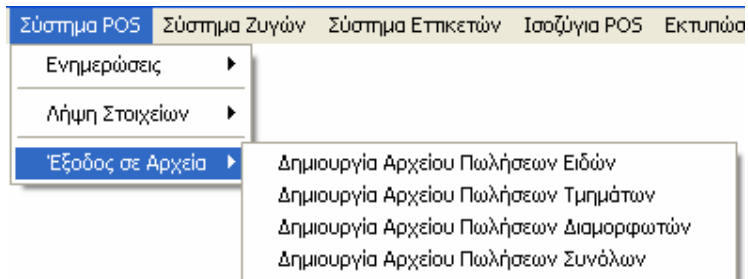 Σύστημα POS Σύστημα Ζυγών Σύστημα Ετικετών Ισοζύγια POS
Ενημερώσεις
Λήψη Στοιχείων
Έξοδος σε Αρχεία
Δημιουργία Αρχείου Πωλήσεων Ειδών
Δημιουργία Αρχείου Πωλήσεων Τμημάτων
Δημιουργία Αρχείου Πωλήσεων Διαμορφωτών
Δημιουργία Αρχείου Πωλήσεων Συνόλων